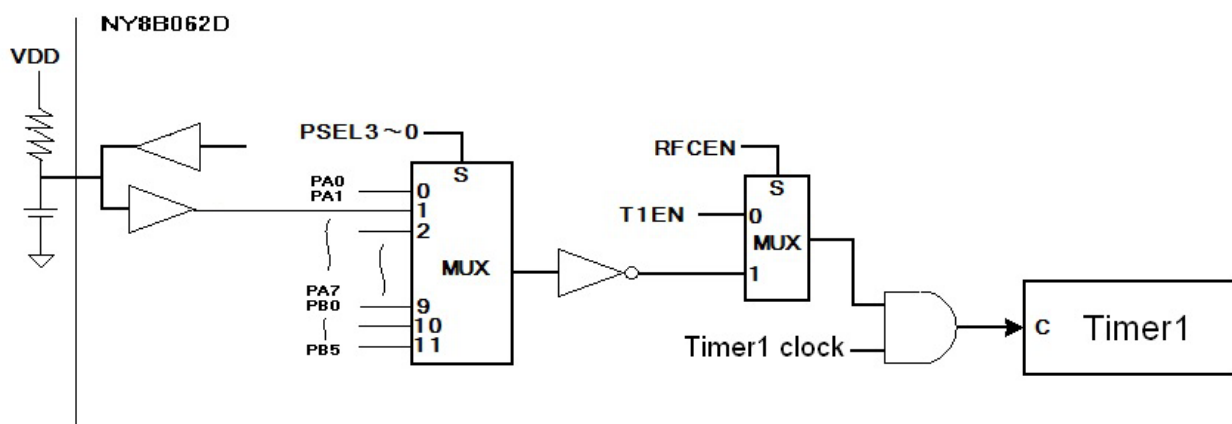 NY8B062D
VDD
PSEL3~0
S
PA0
0
PA1
1
2
MUX
PA7
PB0
9
10
PB5
11
RFCEN
S
T1EN
0
MUX
1
Timer1 clock
C
Timer1